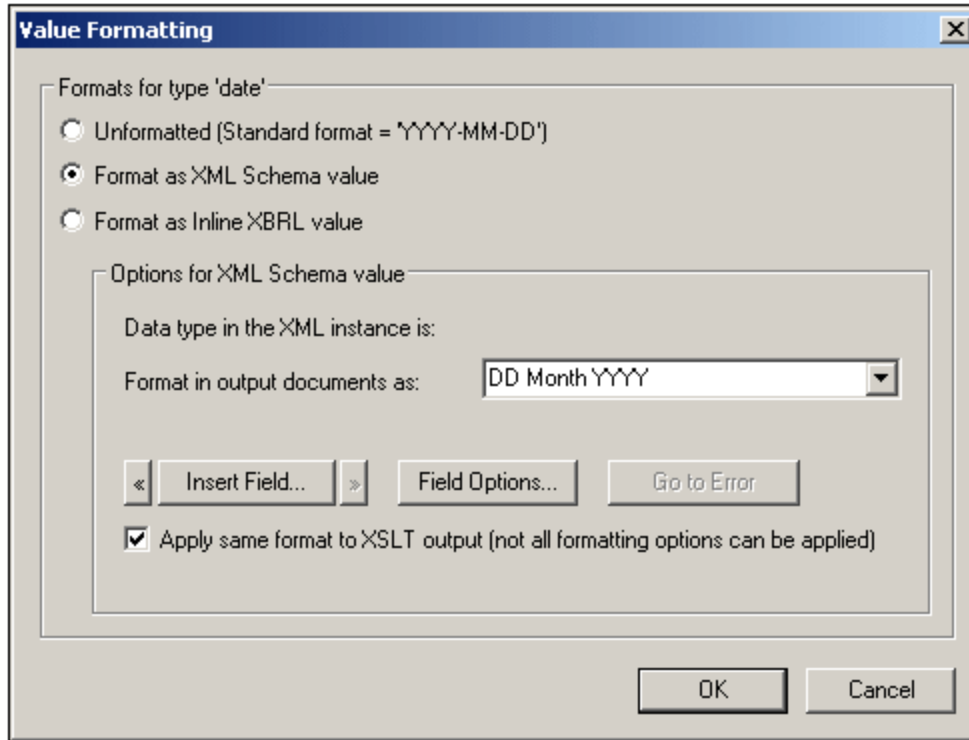 Value Formatting
Formats for type 'date'
Unformatted (Standard format = 'YYYY-MM-DD')
Format as XML Schema value
Format as Inline XBRL value
Options for XML Schema value
Data type in the XML instance is:
Format in output documents as: DD Month YYYY
« Insert Field... » Field Options... Go to Error
Apply same format to XSLT output (not all formatting options can be applied)
OK Cancel